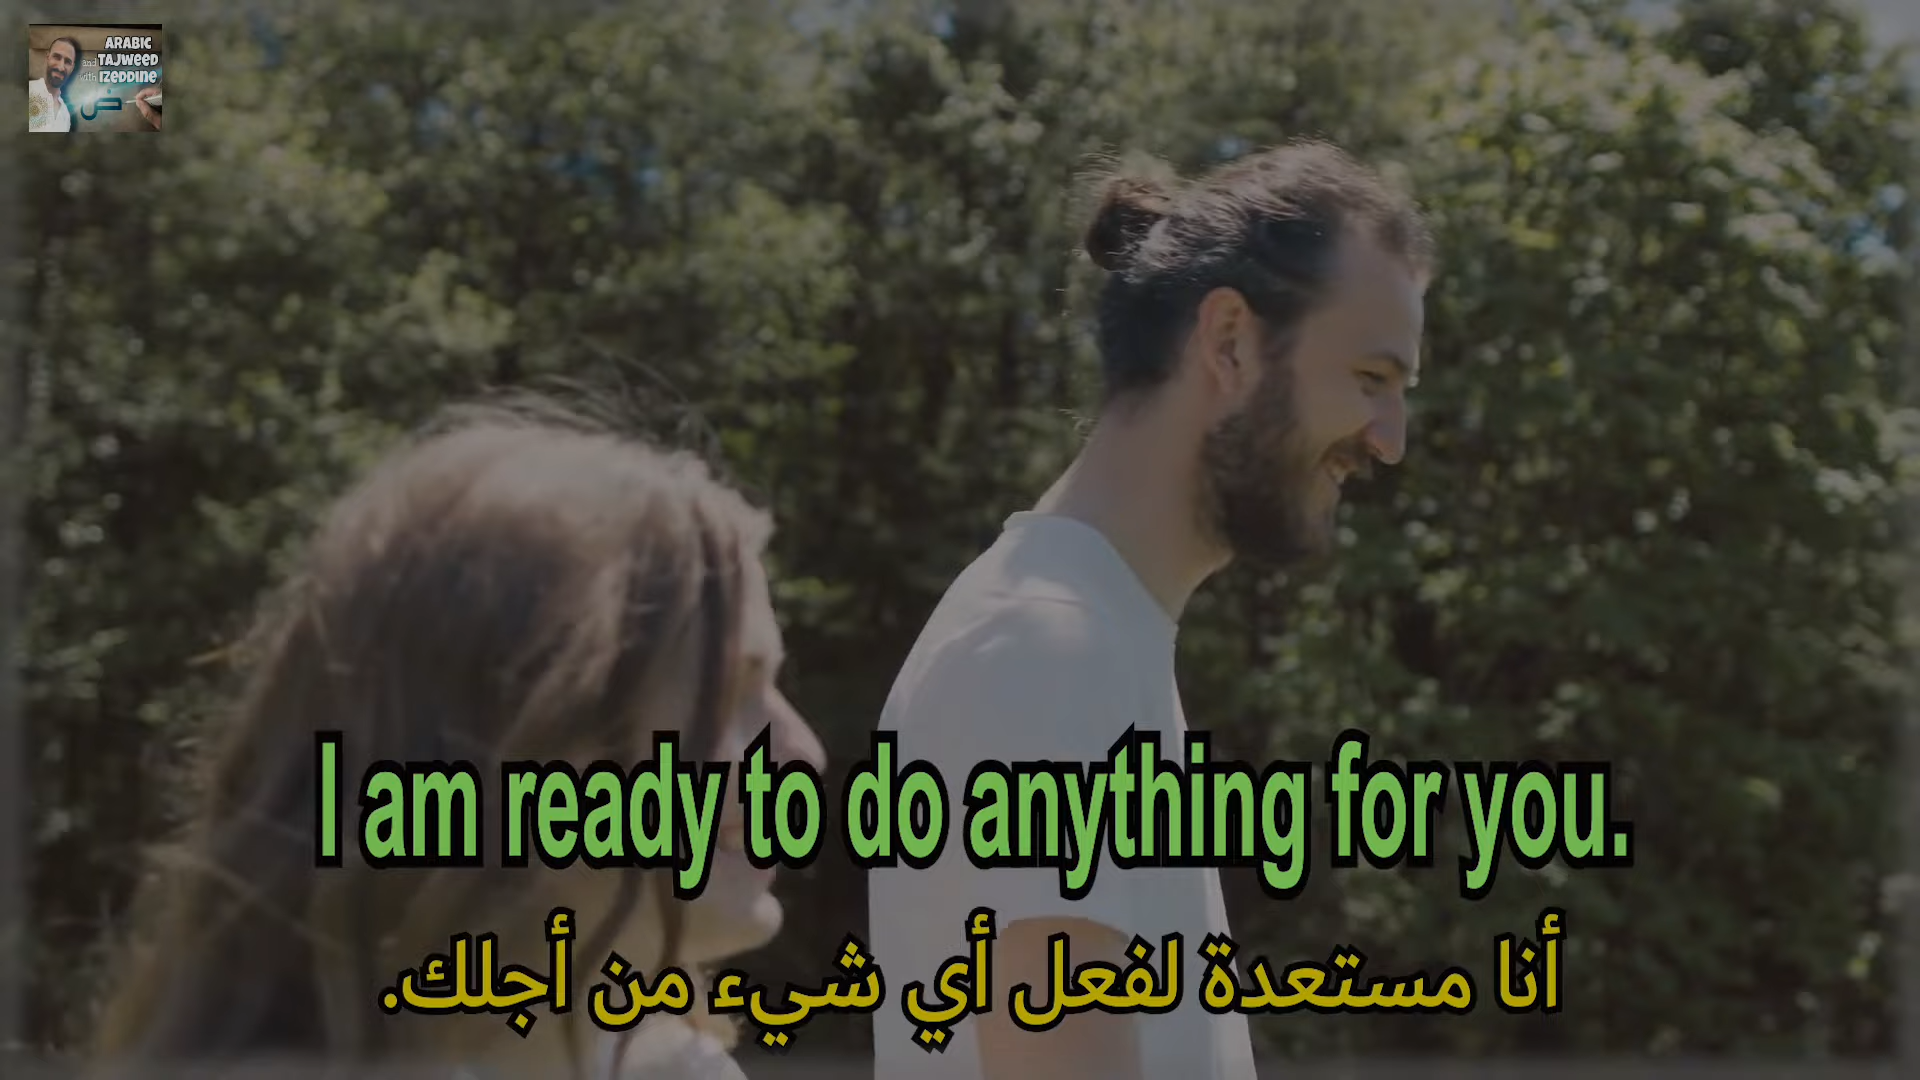 ARABIC
and TAJWEED
with IZEDDINE
ض
I am ready to do anything for you.
أنا مستعدة لفعل أي شيء من أجلك.